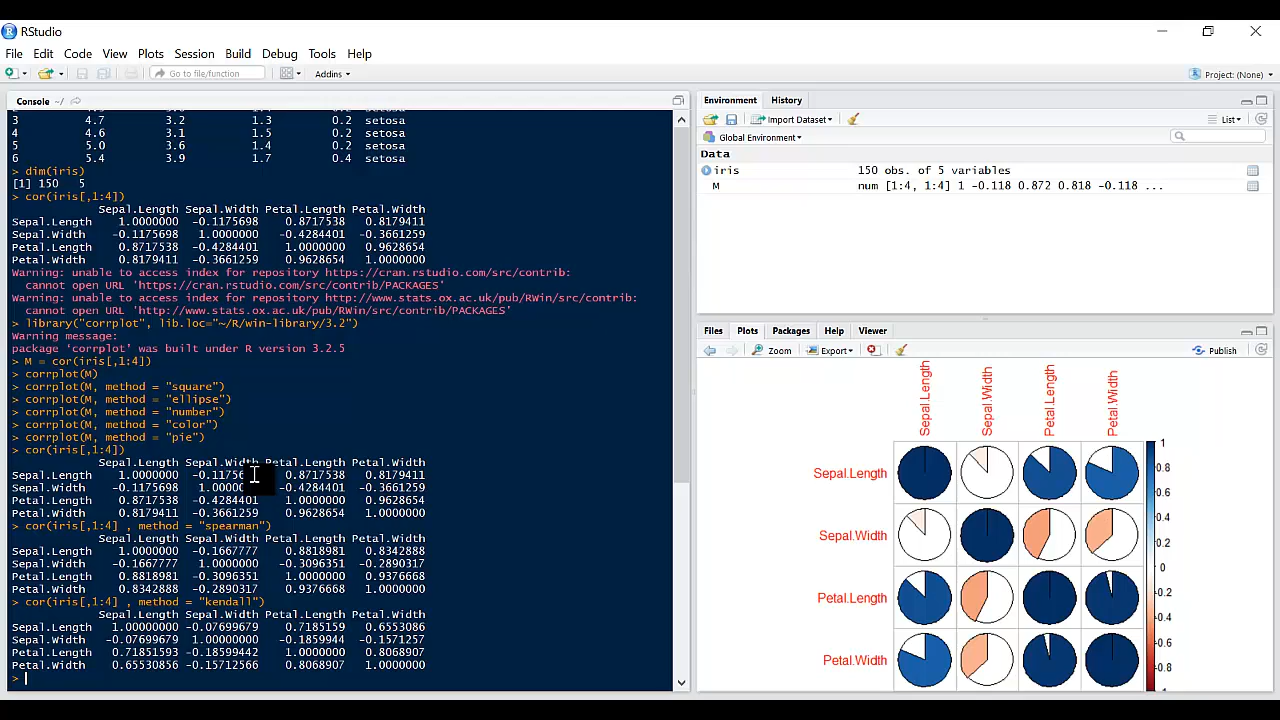 RStudio
File Edit Code View Plots Session Build Debug Tools Help
Go to file/function Addins Project: (None)
Console ~/
3 4.7 3.2 1.3 0.2 setosa
4 4.6 3.1 1.5 0.2 setosa
5 5.0 3.6 1.4 0.2 setosa
6 5.4 3.9 1.7 0.4 setosa
> dim(iris)
[1] 150 5
> cor(iris[,1:4])
Sepal.Length Sepal.Width Petal.Length Petal.Width
Sepal.Length 1.0000000 -0.1175698 0.8717538 0.8179411
Sepal.Width -0.1175698 1.0000000 -0.4284401 -0.3661259
Petal.Length 0.8717538 -0.4284401 1.0000000 0.9628654
Petal.Width 0.8179411 -0.3661259 0.9628654 1.0000000
Warning: unable to access index for repository https://cran.rstudio.com/src/contrib:
cannot open URL 'https://cran.rstudio.com/src/contrib/PACKAGES'
Warning: unable to access index for repository http://www.stats.ox.ac.uk/pub/RWin/src/contrib:
cannot open URL 'http://www.stats.ox.ac.uk/pub/RWin/src/contrib/PACKAGES'
> library("corrplot", lib.loc="~/R/win-library/3.2")
Warning message:
package 'corrplot' was built under R version 3.2.5
> M = cor(iris[,1:4])
> corrplot(M)
> corrplot(M, method = "square")
> corrplot(M, method = "ellipse")
> corrplot(M, method = "number")
> corrplot(M, method = "color")
> corrplot(M, method = "pie")
> cor(iris[,1:4])
Sepal.Length Sepal.Width Petal.Length Petal.Width
Sepal.Length 1.0000000 0.8717538 0.8179411
Sepal.Width -0.1175698 -0.4284401 -0.3661259
Petal.Length 0.8717538 -0.4284401 1.0000000 0.9628654
Petal.Width 0.8179411 -0.3661259 0.9628654 1.0000000
> cor(iris[,1:4] , method = "spearman")
Sepal.Length Sepal.Width Petal.Length Petal.Width
Sepal.Length 1.0000000 -0.1667777 0.8818981 0.8342888
Sepal.Width -0.1667777 1.0000000 -0.3096351 -0.2890317
Petal.Length 0.8818981 -0.3096351 1.0000000 0.9376668
Petal.Width 0.8342888 -0.2890317 0.9376668 1.0000000
> cor(iris[,1:4] , method = "kendall")
Sepal.Length Sepal.Width Petal.Length Petal.Width
Sepal.Length 1.00000000 -0.07699679 0.7185159 0.6553086
Sepal.Width -0.07699679 1.00000000 -0.1859944 -0.1571257
Petal.Length 0.71851593 -0.18599442 1.0000000 0.8068907
Petal.Width 0.65530856 -0.15712566 0.8068907 1.0000000
>
Environment History
Import Dataset List
Global Environment
Data
iris 150 obs. of 5 variables
M num [1:4, 1:4] 1 -0.118 0.872 0.818 -0.118 ...
Files Plots Packages Help Viewer
Zoom Export Publish
Sepal.Length
Sepal.Width
Petal.Length
Petal.Width
Sepal.Length
Sepal.Width
Petal.Length
Petal.Width
1
0.8
0.6
0.4
0.2
0
-0.2
-0.4
-0.6
-0.8